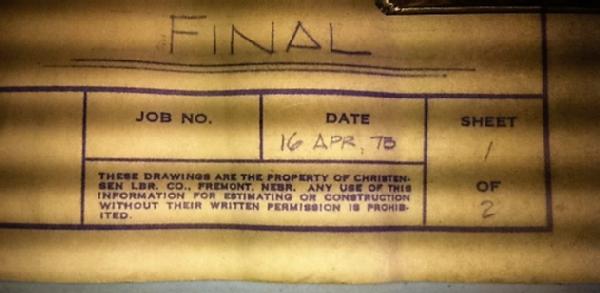 FINAL
JOB NO.
DATE
SHEET
16 APR. 75
1
THESE DRAWINGS ARE THE PROPERTY OF CHRISTEN-
SEN LBR. CO., FREMONT, NEBR. ANY USE OF THIS
INFORMATION FOR ESTIMATING OR CONSTRUCTION
WITHOUT THEIR WRITTEN PERMISSION IS PROHIB-
ITED.
OF
2